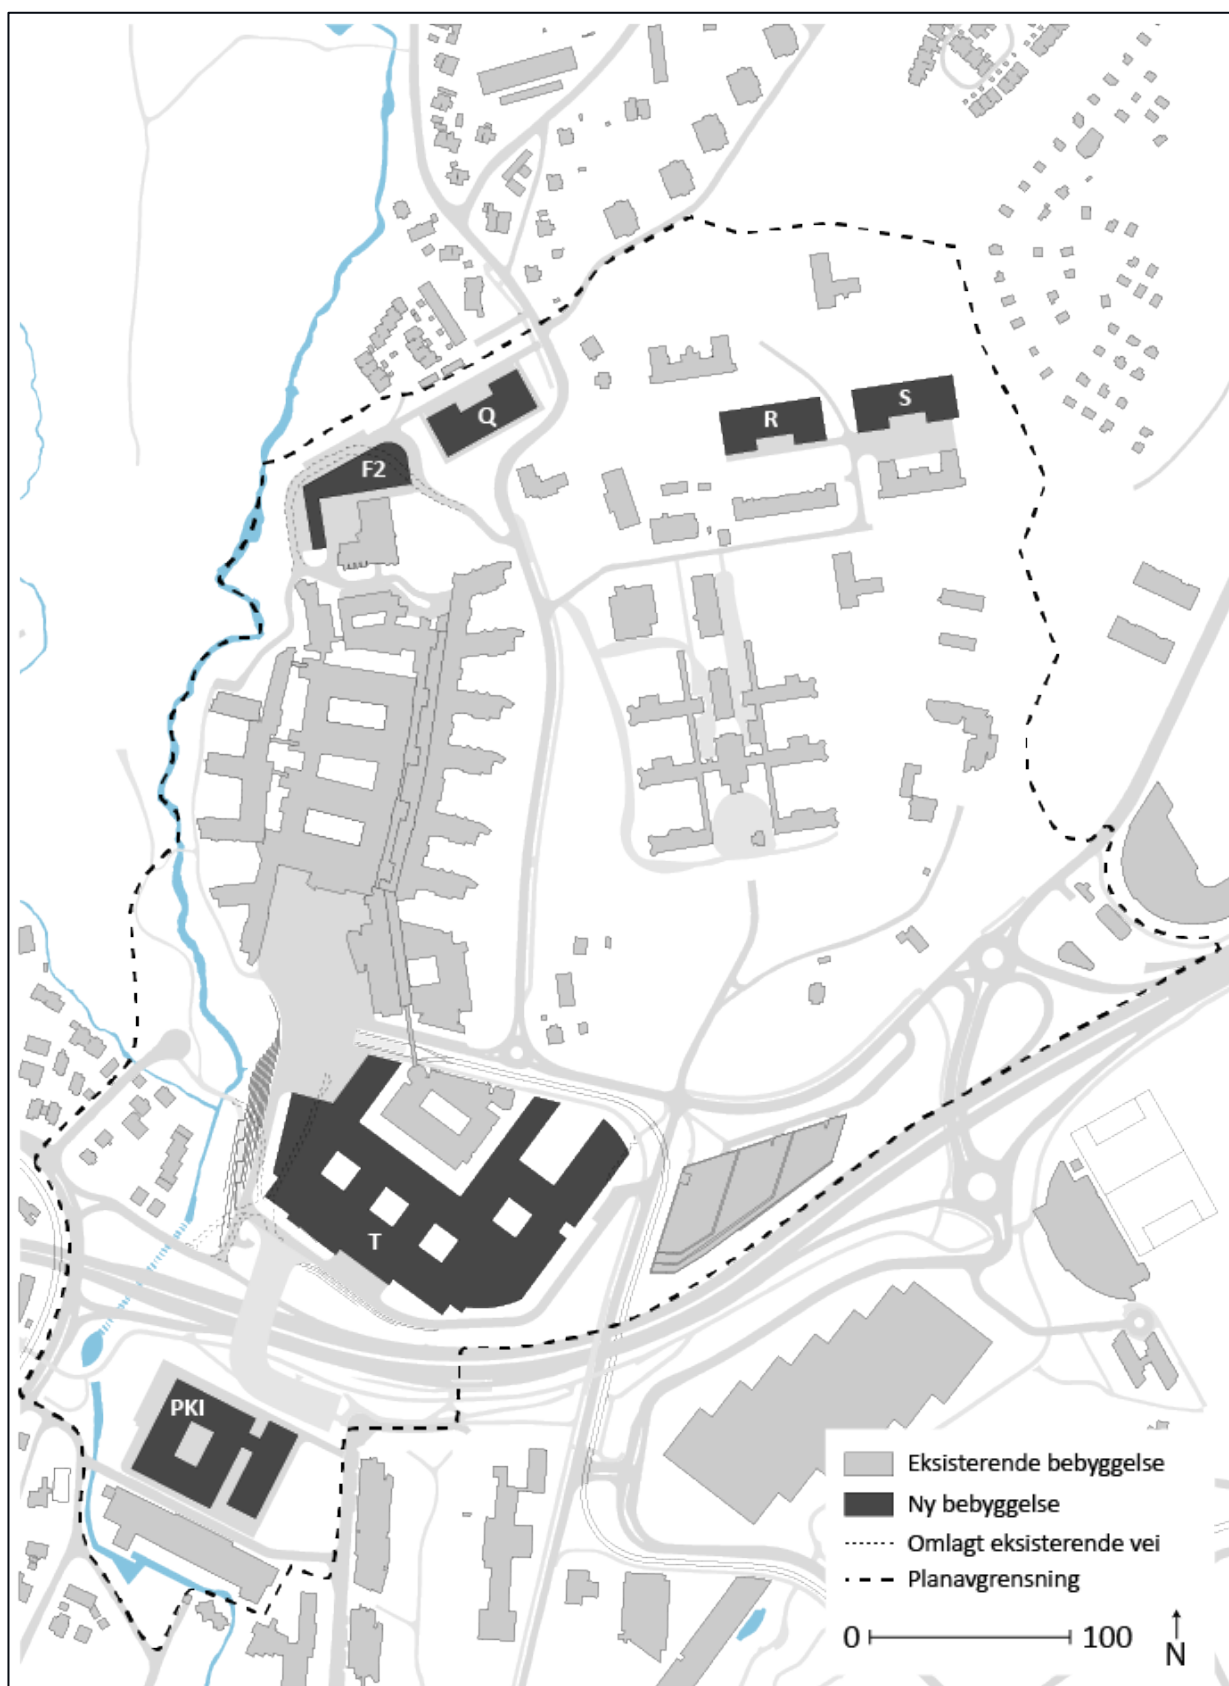 S
R
Q
F2
T
PKI
Eksisterende bebyggelse
Ny bebyggelse
Omlagt eksisterende vei
Planavgrensning
0 100 N